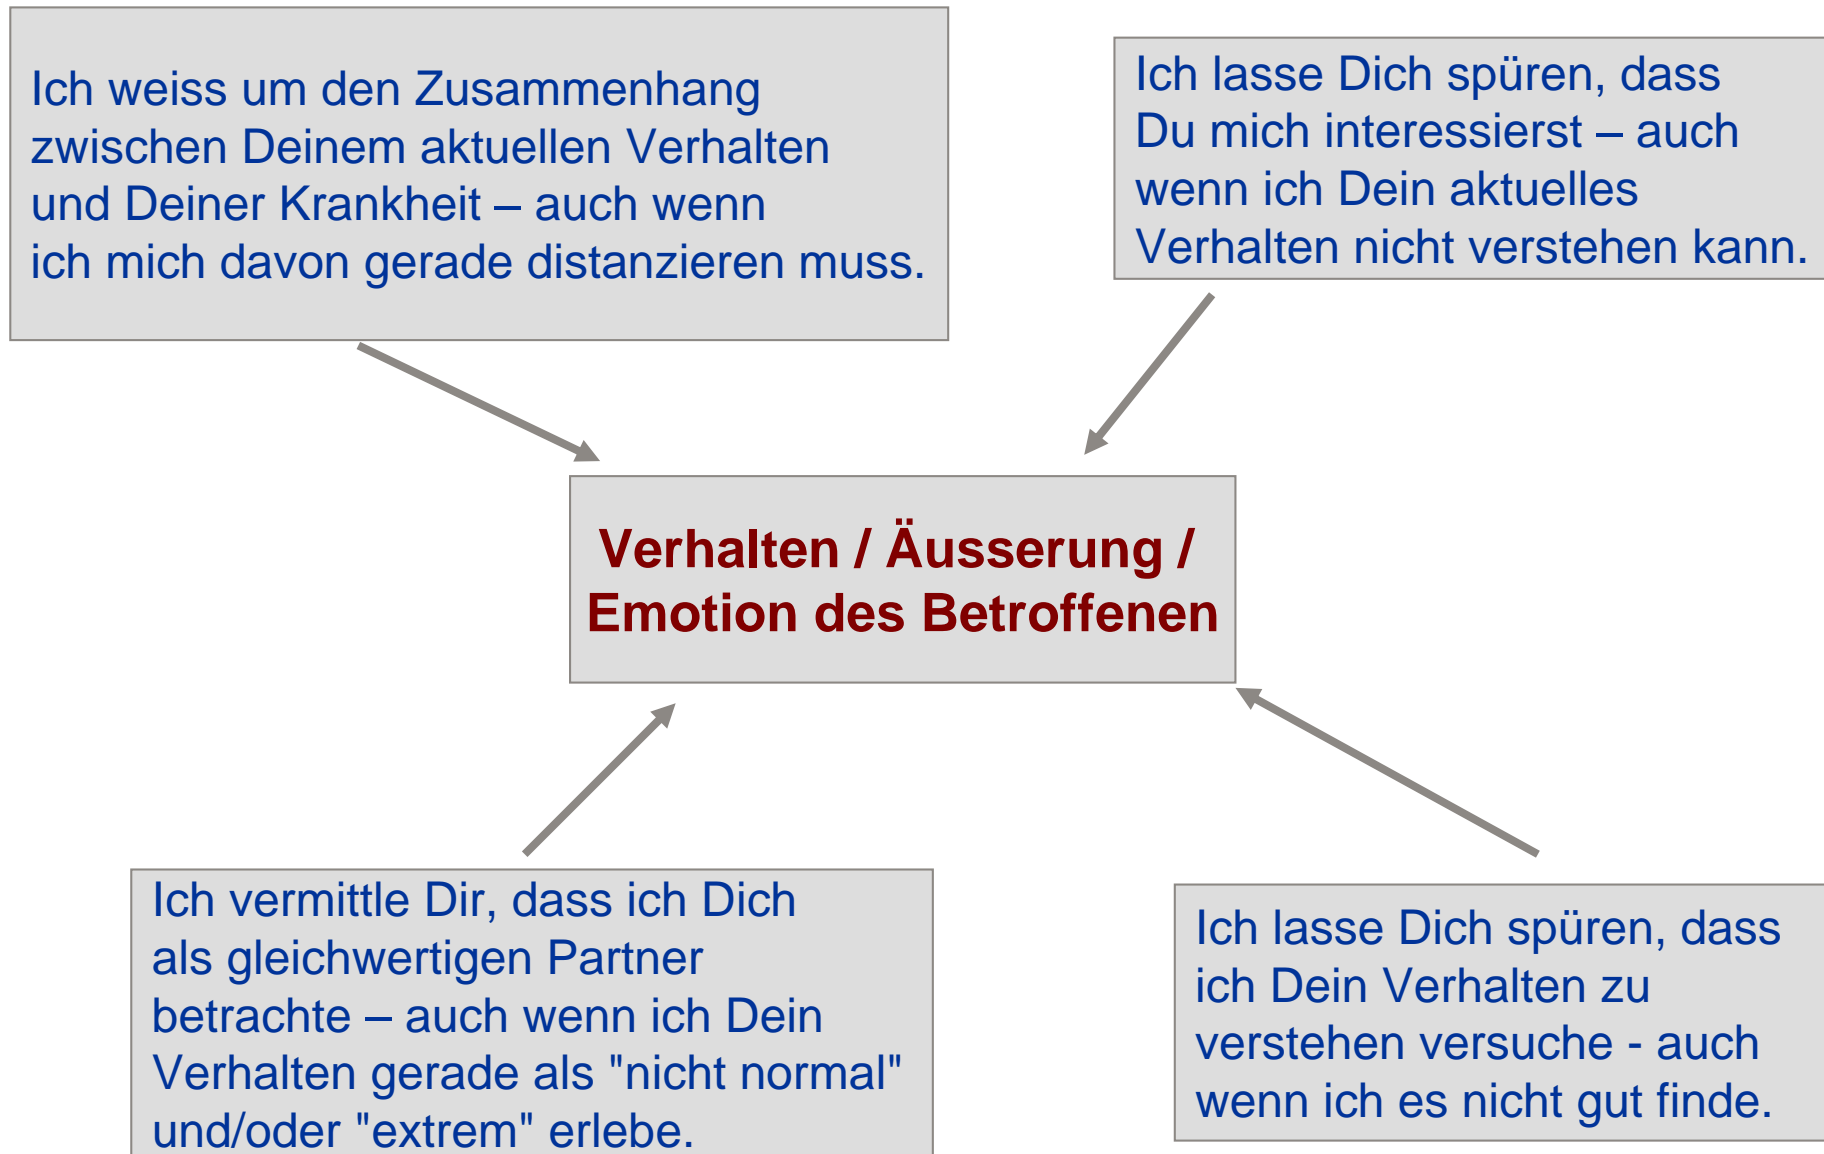 Ich weiss um den Zusammenhang
zwischen Deinem aktuellen Verhalten
und Deiner Krankheit – auch wenn
ich mich davon gerade distanzieren muss.
Ich lasse Dich spüren, dass
Du mich interessierst – auch
wenn ich Dein aktuelles
Verhalten nicht verstehen kann.
Verhalten / Äusserung /
Emotion des Betroffenen
Ich vermittle Dir, dass ich Dich
als gleichwertigen Partner
betrachte – auch wenn ich Dein
Verhalten gerade als "nicht normal"
und/oder "extrem" erlebe.
Ich lasse Dich spüren, dass
ich Dein Verhalten zu
verstehen versuche - auch
wenn ich es nicht gut finde.